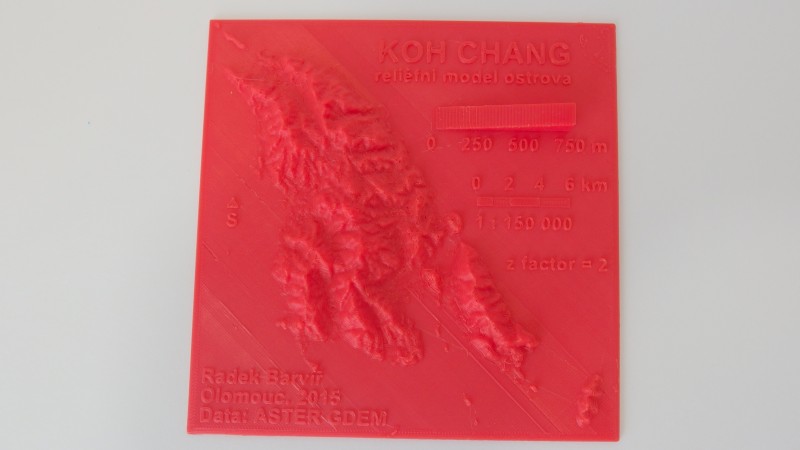 KOH CHANG
reliéfní model ostrova
0 250 500 750 m
0 2 4 6 km
1 : 150 000
z factor = 2
S
Radek Barvíř
Olomouc, 2015
Data: ASTER GDEM